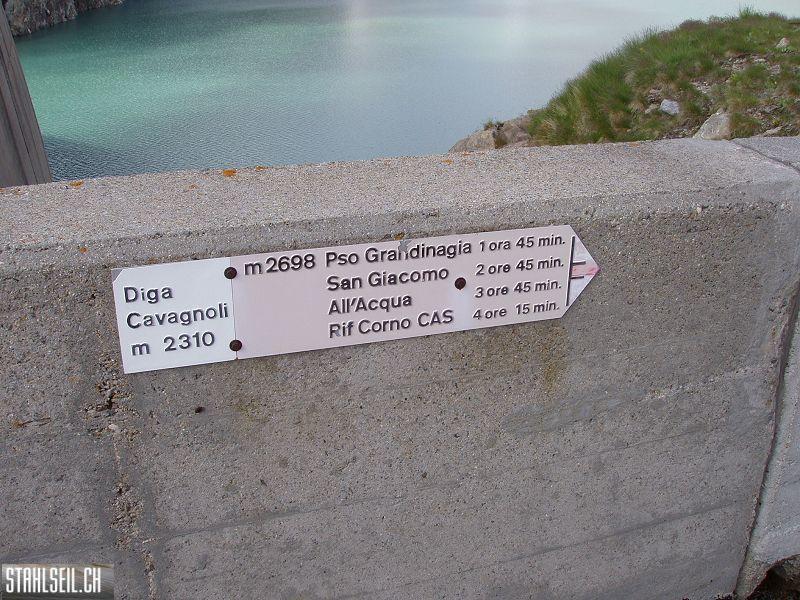 Diga
Cavagnoli
m 2310
m 2698 Pso Grandinagia 1 ora 45 min.
San Giacomo 2 ore 45 min.
All'Acqua 3 ore 45 min.
Rif Corno CAS 4 ore 15 min.
STAHLSEIL.CH